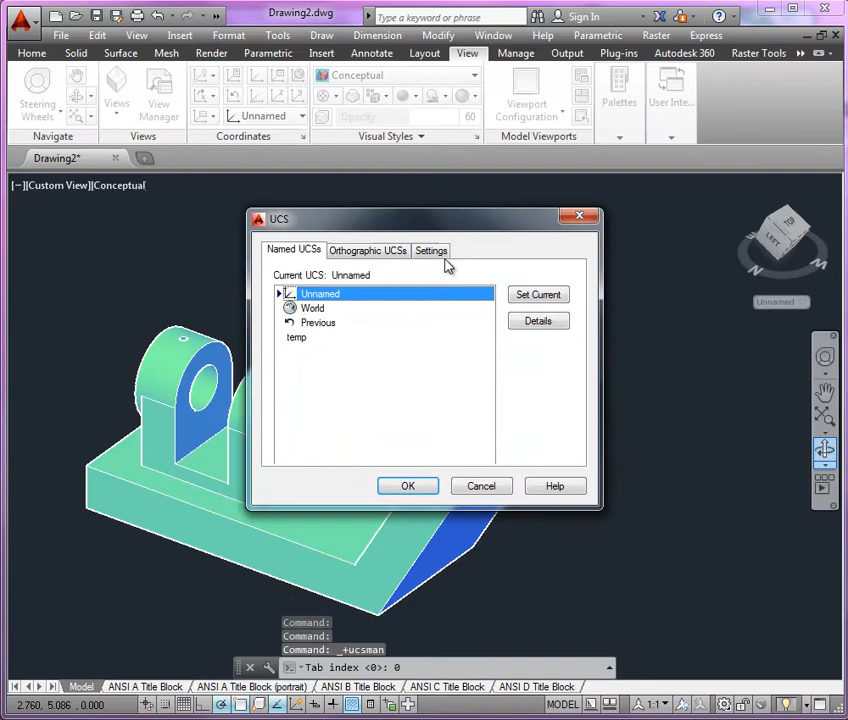 Drawing2.dwg
Type a keyword or phrase
Sign In
File Edit View Insert Format Tools Draw Dimension Modify Window Help Parametric Raster Express
Home Solid Surface Mesh Render Parametric Insert Annotate Layout View Manage Output Plug-ins Autodesk 360 Raster Tools
Conceptual
Steering Wheels
Views
View Manager
Unnamed
Opacity 60
Viewport Configuration
Palettes
User Inte...
Navigate Views Coordinates Visual Styles Model Viewports
Drawing2*
[−][Custom View][Conceptual]
TOP
LEFT
W
M
Unnamed
UCS
Named UCSs Orthographic UCSs Settings
Current UCS: Unnamed
Unnamed
World
Previous
temp
Set Current
Details
OK Cancel Help
Command:
Command:
Command: _+ucsman
Tab index <0>: 0
Model ANSI A Title Block ANSI A Title Block (portrait) ANSI B Title Block ANSI C Title Block ANSI D Title Block
2.760, 5.086, 0.000
MODEL
1:1